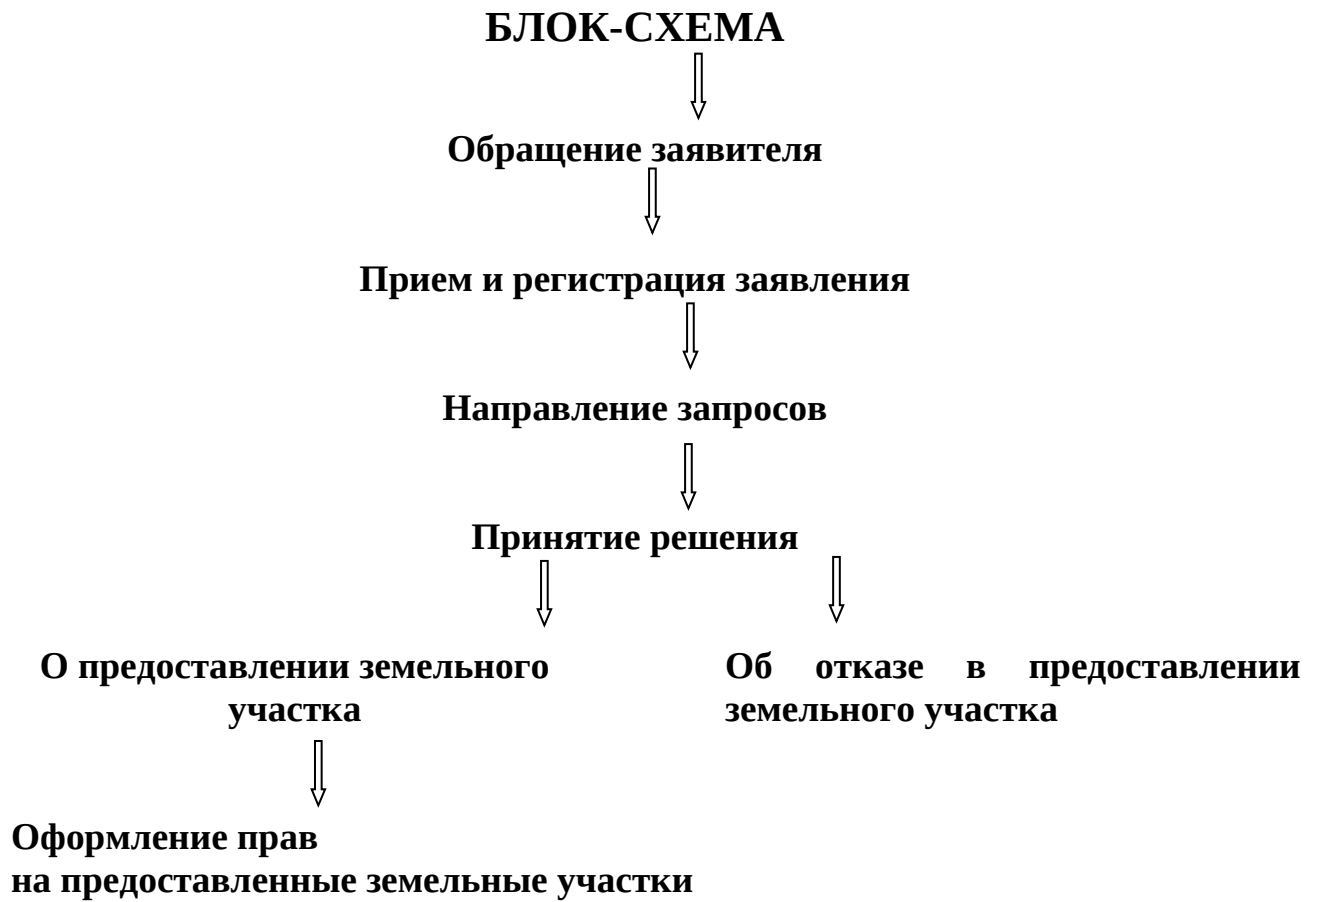 БЛОК-СХЕМА
Обращение заявителя
Прием и регистрация заявления
Направление запросов
Принятие решения
О предоставлении земельного
участка
Об отказе в предоставлении
земельного участка
Оформление прав
на предоставленные земельные участки